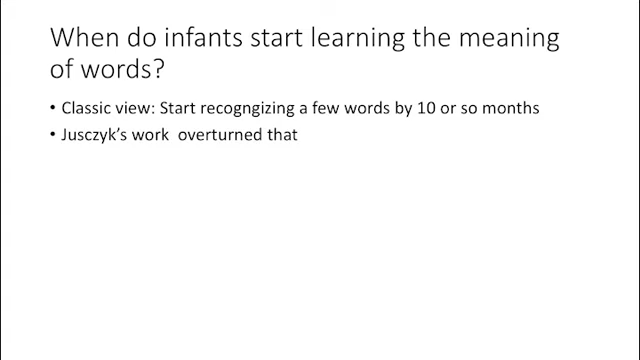 When do infants start learning the meaning
of words?
• Classic view: Start recogngizing a few words by 10 or so months
• Jusczyk's work  overturned that